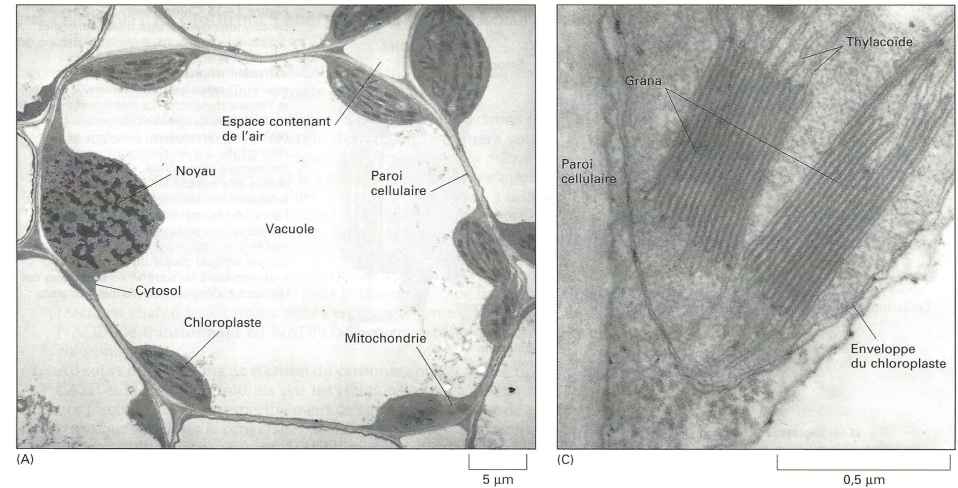 Espace contenant
de l'air
Noyau
Paroi
cellulaire
Vacuole
Cytosol
Chloroplaste
Mitochondrie
(A)
5 µm
Thylacoïde
Grana
Paroi
cellulaire
Enveloppe
du chloroplaste
(C)
0,5 µm